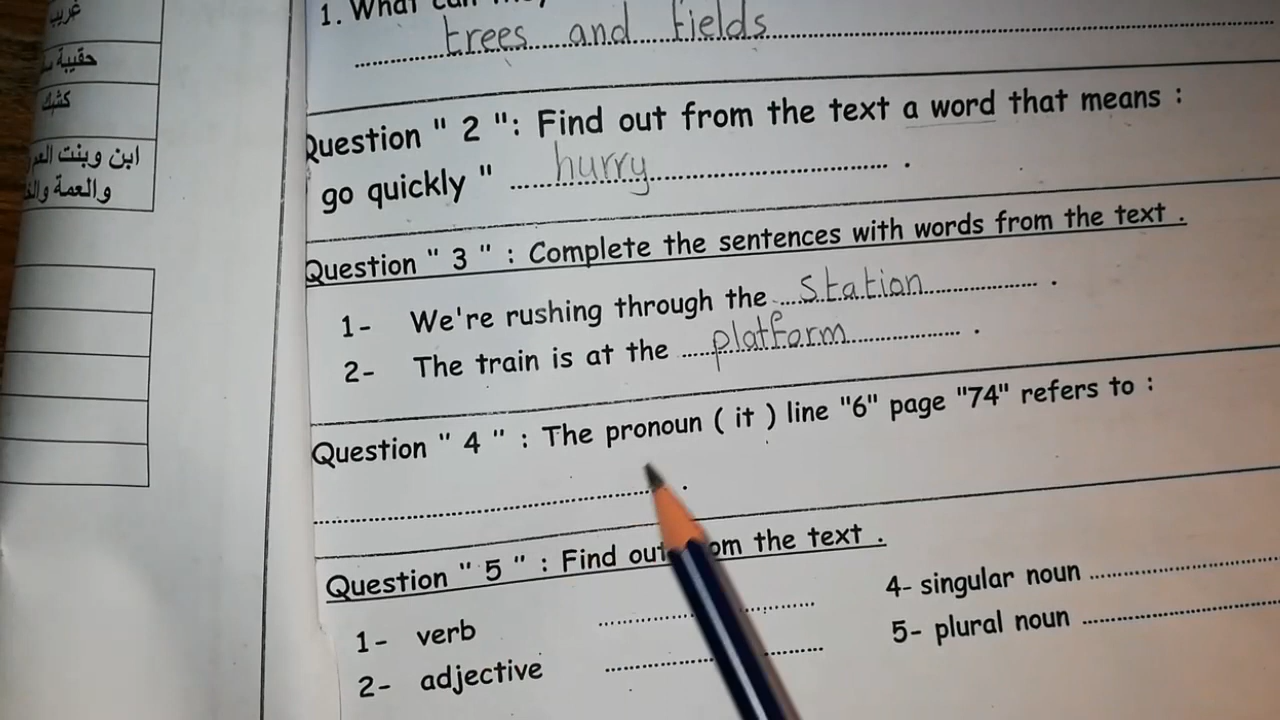 غريب
حقيبة
كشك
ابن وبنت العم
والعمة
1. What can
trees and fields
Question " 2 ": Find out from the text a word that means :
go quickly " hurry .
Question " 3 " : Complete the sentences with words from the text .
1- We're rushing through the station .
2- The train is at the platform .
Question " 4 " : The pronoun ( it ) line "6" page "74" refers to :
.
Question " 5 " : Find out from the text .
1- verb
2- adjective
4- singular noun
5- plural noun